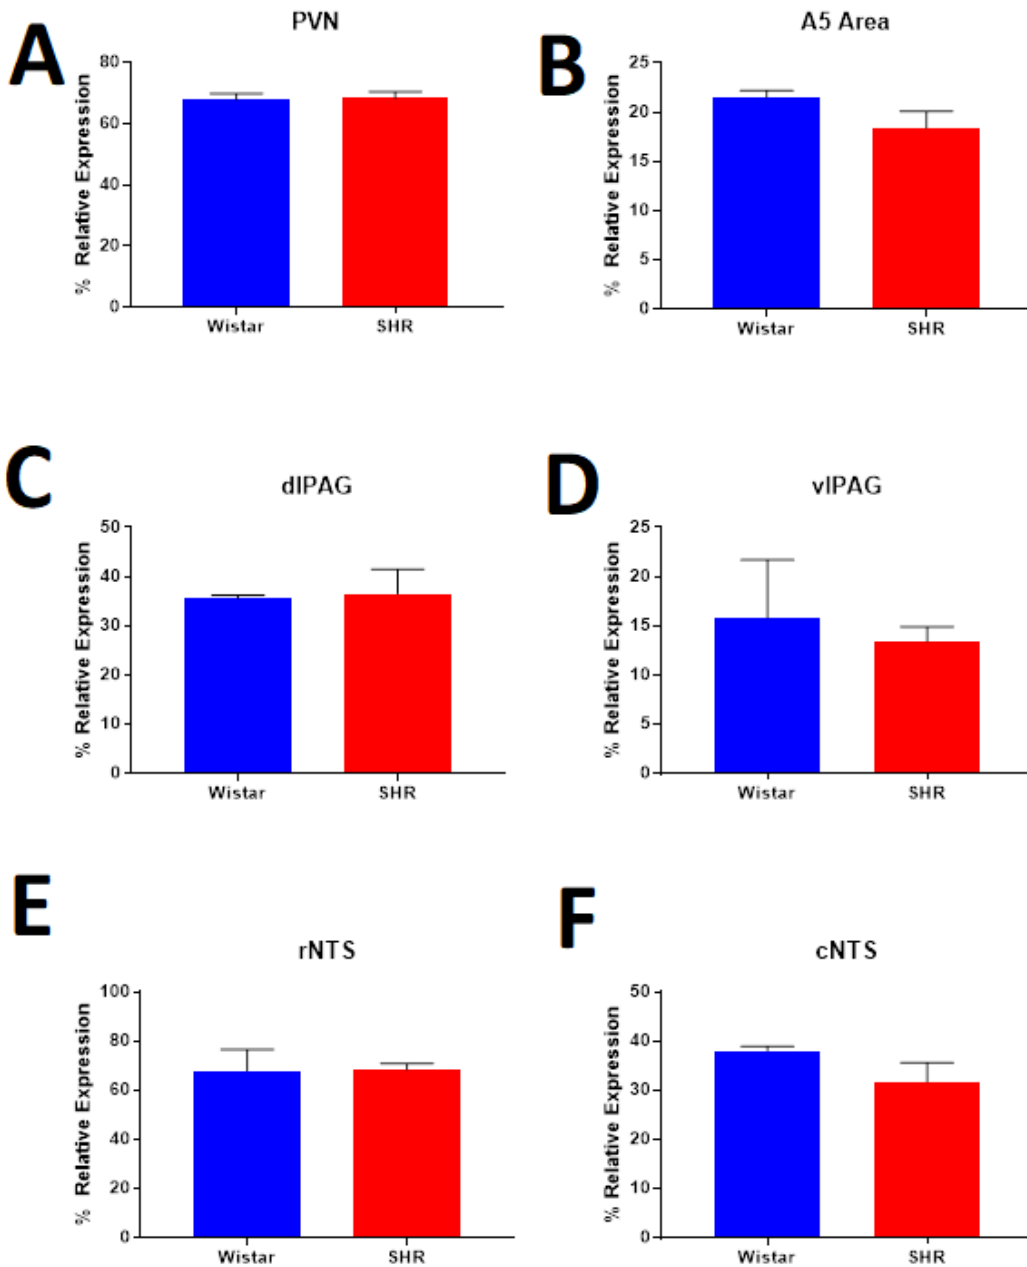 A
PVN
% Relative Expression
80
60
40
20
0
Wistar
SHR
B
A5 Area
% Relative Expression
25
20
15
10
5
0
Wistar
SHR
C
dlPAG
% Relative Expression
50
40
30
20
10
0
Wistar
SHR
D
vlPAG
% Relative Expression
25
20
15
10
5
0
Wistar
SHR
E
rNTS
% Relative Expression
100
80
60
40
20
0
Wistar
SHR
F
cNTS
% Relative Expression
50
40
30
20
10
0
Wistar
SHR